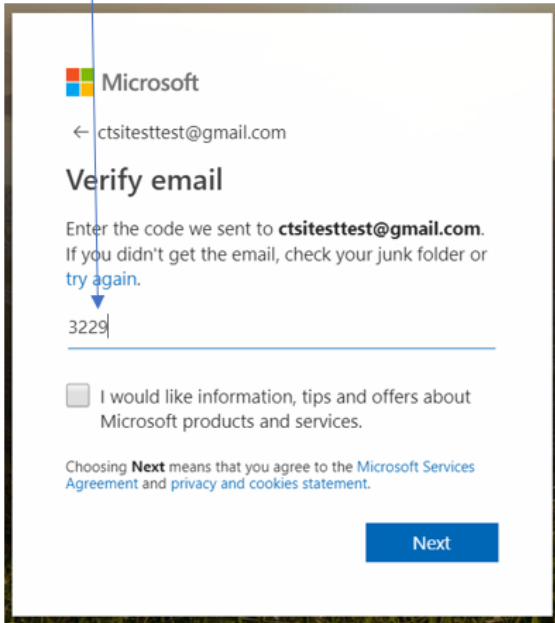 Microsoft
← ctsitesttest@gmail.com
Verify email
Enter the code we sent to ctsitesttest@gmail.com.
If you didn't get the email, check your junk folder or
try again.
3229
I would like information, tips and offers about
Microsoft products and services.
Choosing Next means that you agree to the Microsoft Services
Agreement and privacy and cookies statement.
Next